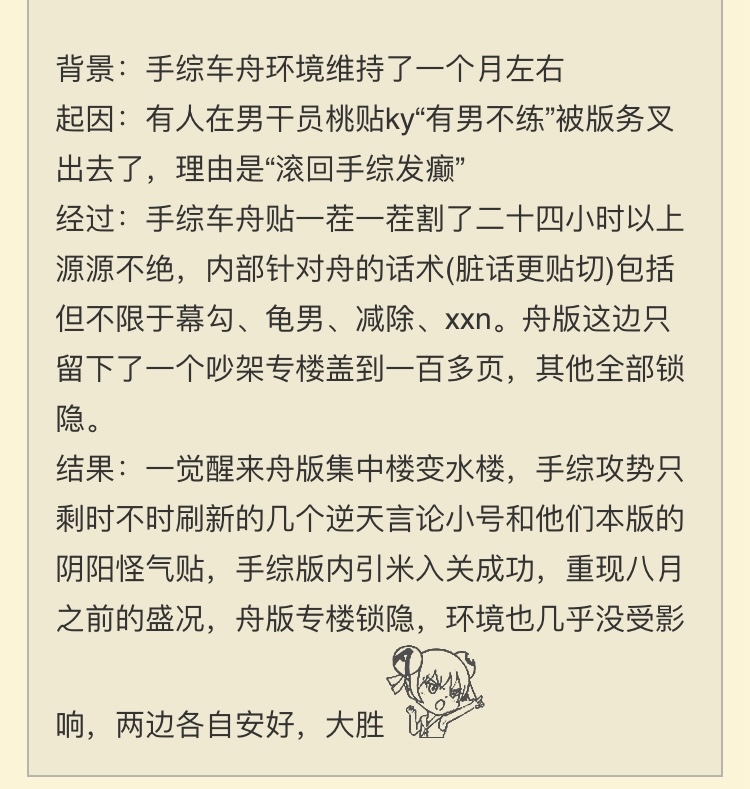 背景：手综车舟环境维持了一个月左右
起因：有人在男干员桃贴ky“有男不练”被版务叉
出去了，理由是“滚回手综发癫”
经过：手综车舟贴一茬一茬割了二十四小时以上
源源不绝，内部针对舟的话术(脏话更贴切)包括
但不限于幕勾、龟男、减除、xxn。舟版这边只
留下了一个吵架专楼盖到一百多页，其他全部锁
隐。
结果：一觉醒来舟版集中楼变水楼，手综攻势只
剩时不时刷新的几个逆天言论小号和他们本版的
阴阳怪气贴，手综版内引米入关成功，重现八月
之前的盛况，舟版专楼锁隐，环境也几乎没受影
响，两边各自安好，大胜